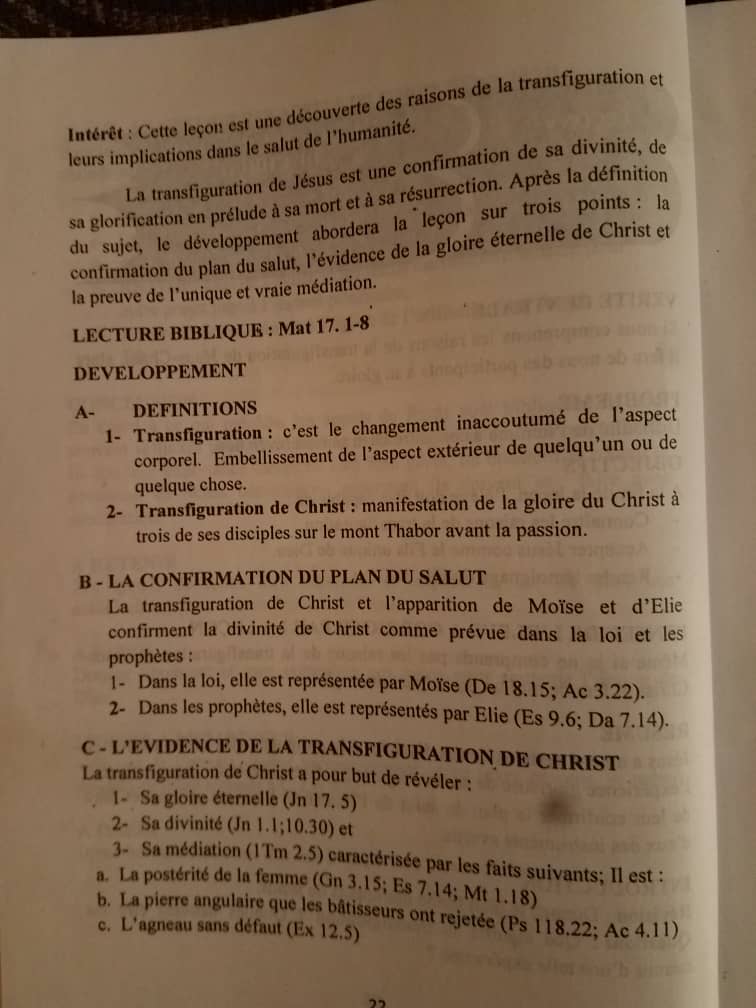 Intérêt : Cette leçon est une découverte des raisons de la transfiguration et
leurs implications dans le salut de l'humanité.
La transfiguration de Jésus est une confirmation de sa divinité, de
sa glorification en prélude à sa mort et à sa résurrection. Après la définition
du sujet, le développement abordera la leçon sur trois points : la
confirmation du plan du salut, l'évidence de la gloire éternelle de Christ et
la preuve de l'unique et vraie médiation.
LECTURE BIBLIQUE : Mat 17. 1-8
DEVELOPPEMENT
A- DEFINITIONS
1- Transfiguration : c'est le changement inaccoutumé de l'aspect
corporel. Embellissement de l'aspect extérieur de quelqu'un ou de
quelque chose.
2- Transfiguration de Christ : manifestation de la gloire du Christ à
trois de ses disciples sur le mont Thabor avant la passion.
B - LA CONFIRMATION DU PLAN DU SALUT
La transfiguration de Christ et l'apparition de Moïse et d'Elie
confirment la divinité de Christ comme prévue dans la loi et les
prophètes :
1- Dans la loi, elle est représentée par Moïse (De 18.15; Ac 3.22).
2- Dans les prophètes, elle est représentés par Elie (Es 9.6; Da 7.14).
C - L'EVIDENCE DE LA TRANSFIGURATION DE CHRIST
La transfiguration de Christ a pour but de révéler :
1- Sa gloire éternelle (Jn 17. 5)
2- Sa divinité (Jn 1.1;10.30) et
3- Sa médiation (1Tm 2.5) caractérisée par les faits suivants; Il est :
a. La postérité de la femme (Gn 3.15; Es 7.14; Mt 1.18)
b. La pierre angulaire que les bâtisseurs ont rejetée (Ps 118.22; Ac 4.11)
c. L'agneau sans défaut (Ex 12.5)